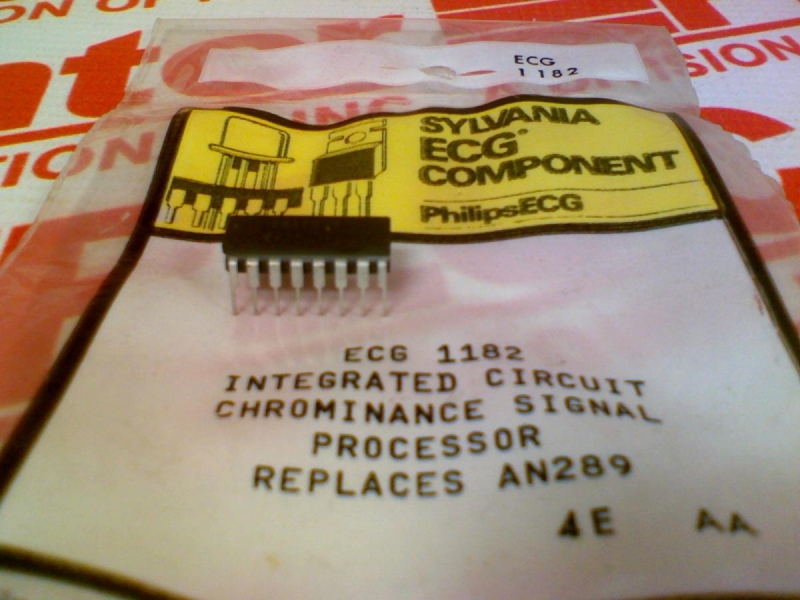 ECG
1182
SYLVANIA
ECG®
COMPONENT
PhilipsECG
ECG 1182
INTEGRATED CIRCUIT
CHROMINANCE SIGNAL
PROCESSOR
REPLACES AN289
4E AA